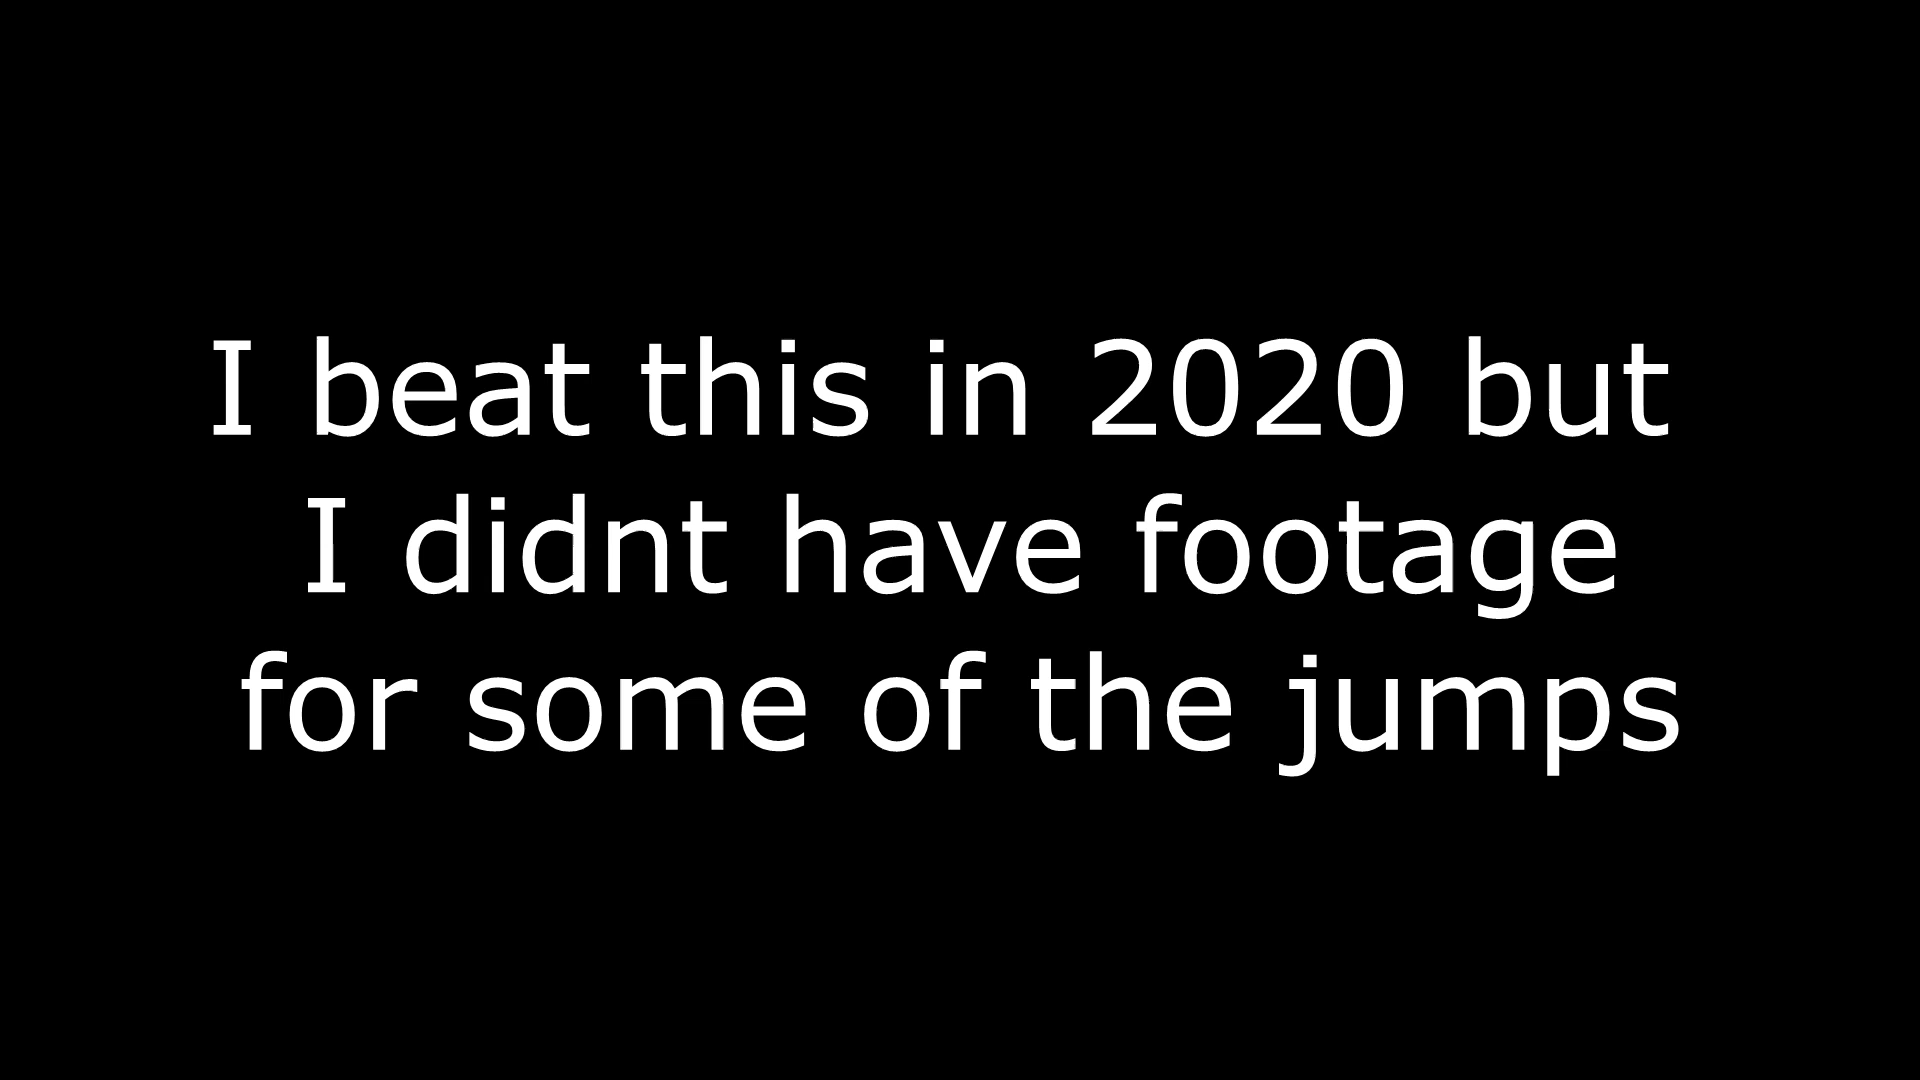 I beat this in 2020 but
I didnt have footage
for some of the jumps